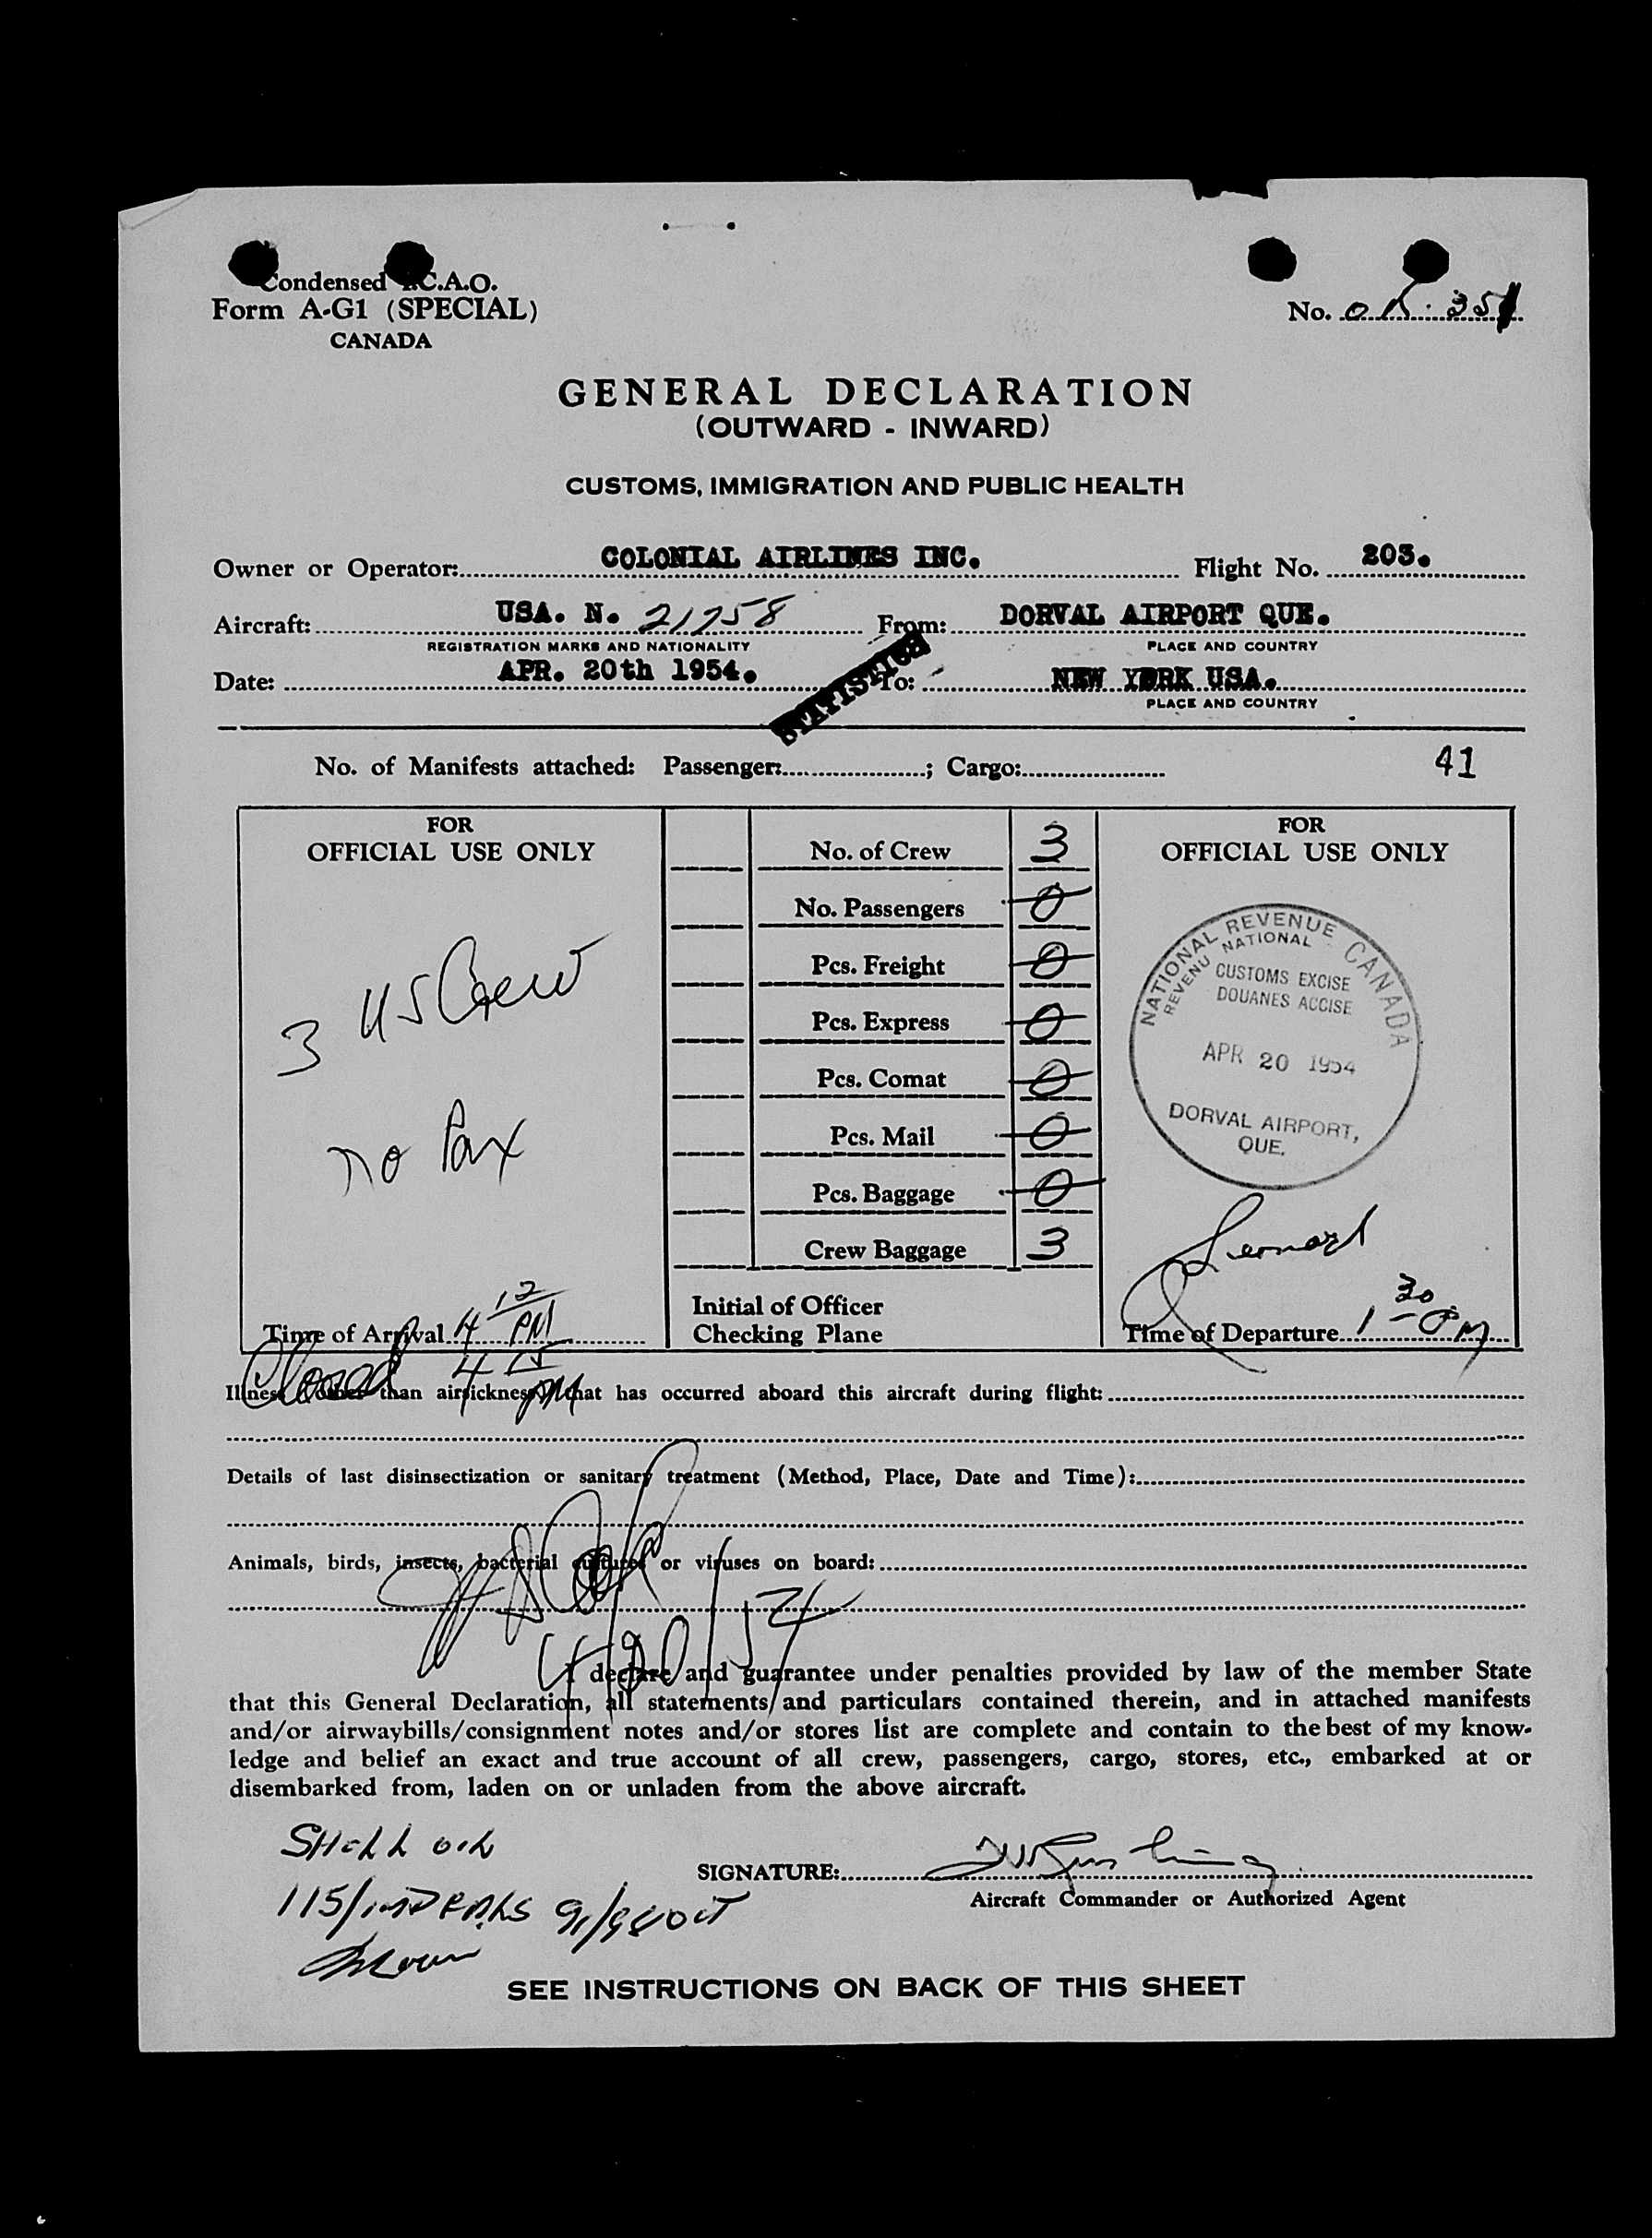 Condensed I.C.A.O.
Form A-G1 (SPECIAL)
CANADA
No.
GENERAL DECLARATION
(OUTWARD - INWARD)
CUSTOMS, IMMIGRATION AND PUBLIC HEALTH
Owner or Operator: COLONIAL AIRLINES INC. Flight No. 203.
Aircraft: USA. N. 21758 From: DORVAL AIRPORT QUE.
REGISTRATION MARKS AND NATIONALITY PLACE AND COUNTRY
Date: APR. 20th 1954. To: NEW YORK USA.
PLACE AND COUNTRY
STATISTICS
No. of Manifests attached: Passenger: ; Cargo: 41
FOR
OFFICIAL USE ONLY
3 US Crew
no Pax
Time of Arrival 4 12 PM
Closed 4 15 PM
No. of Crew 3
No. Passengers 0
Pcs. Freight 0
Pcs. Express 0
Pcs. Comat 0
Pcs. Mail 0
Pcs. Baggage 0
Crew Baggage 3
Initial of Officer
Checking Plane
FOR
OFFICIAL USE ONLY
NATIONAL REVENUE CANADA
REVENU NATIONAL
CUSTOMS EXCISE
DOUANES ACCISE
APR 20 1954
DORVAL AIRPORT,
QUE.
Time of Departure 1 30 PM
Illness other than airsickness that has occurred aboard this aircraft during flight:
Details of last disinsectization or sanitary treatment (Method, Place, Date and Time):
Animals, birds, insects, bacterial cultures or viruses on board:
4/20/54
I declare and guarantee under penalties provided by law of the member State
that this General Declaration, all statements and particulars contained therein, and in attached manifests
and/or airwaybills/consignment notes and/or stores list are complete and contain to the best of my know-
ledge and belief an exact and true account of all crew, passengers, cargo, stores, etc., embarked at or
disembarked from, laden on or unladen from the above aircraft.
SHELL OIL
SIGNATURE:
Aircraft Commander or Authorized Agent
SEE INSTRUCTIONS ON BACK OF THIS SHEET